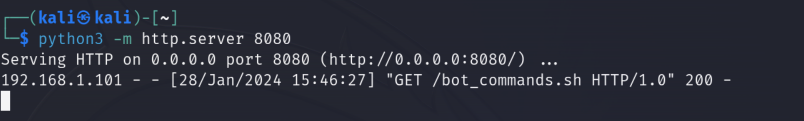 ┌──(kali㉿kali)-[~]
└─$ python3 -m http.server 8080
Serving HTTP on 0.0.0.0 port 8080 (http://0.0.0.0:8080/) ...
192.168.1.101 - - [28/Jan/2024 15:46:27] "GET /bot_commands.sh HTTP/1.0" 200 -